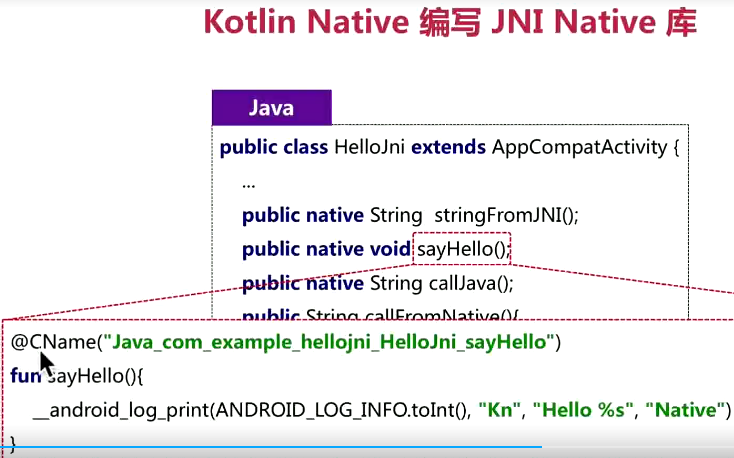 Kotlin Native 编写 JNI Native 库
Java
public class HelloJni extends AppCompatActivity {
...
public native String stringFromJNI();
public native void sayHello();
public native String callJava();
public String callFromNative(){
@CName("Java_com_example_hellojni_HelloJni_sayHello")
fun sayHello(){
__android_log_print(ANDROID_LOG_INFO.toInt(), "Kn", "Hello %s", "Native")
}